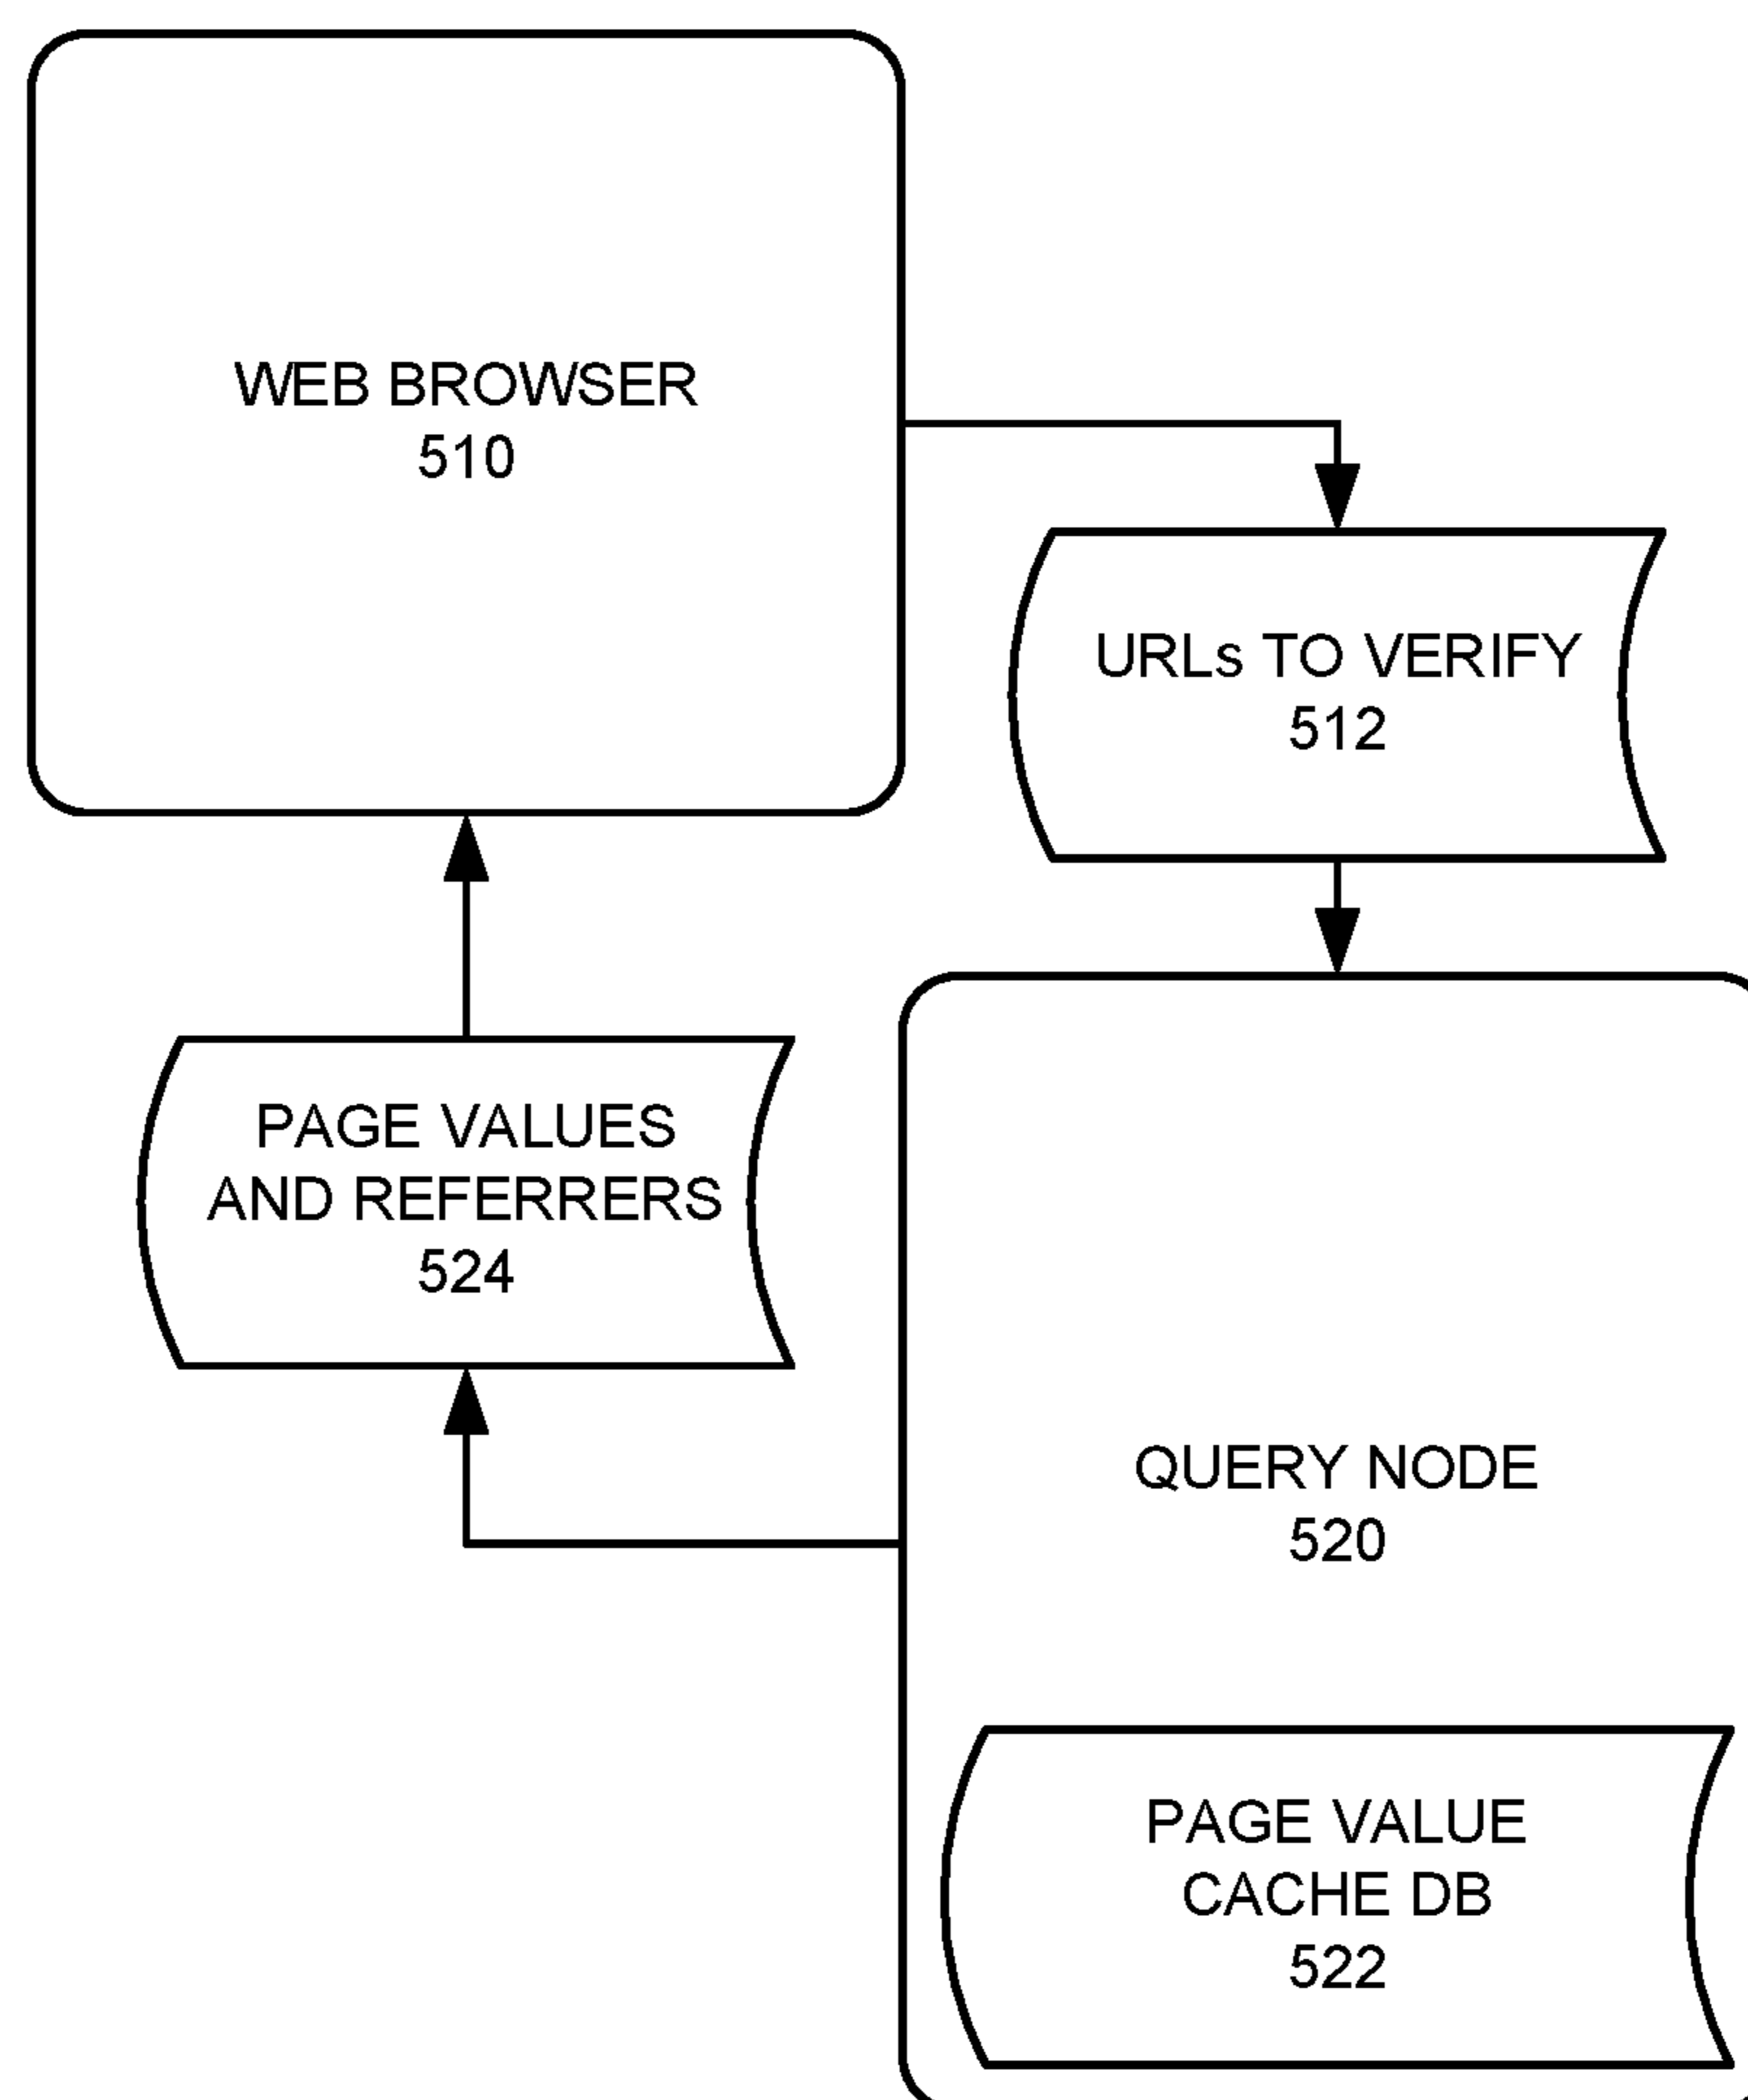 WEB BROWSER
510
URLs TO VERIFY
512
PAGE VALUES
AND REFERRERS
524
QUERY NODE
520
PAGE VALUE
CACHE DB
522